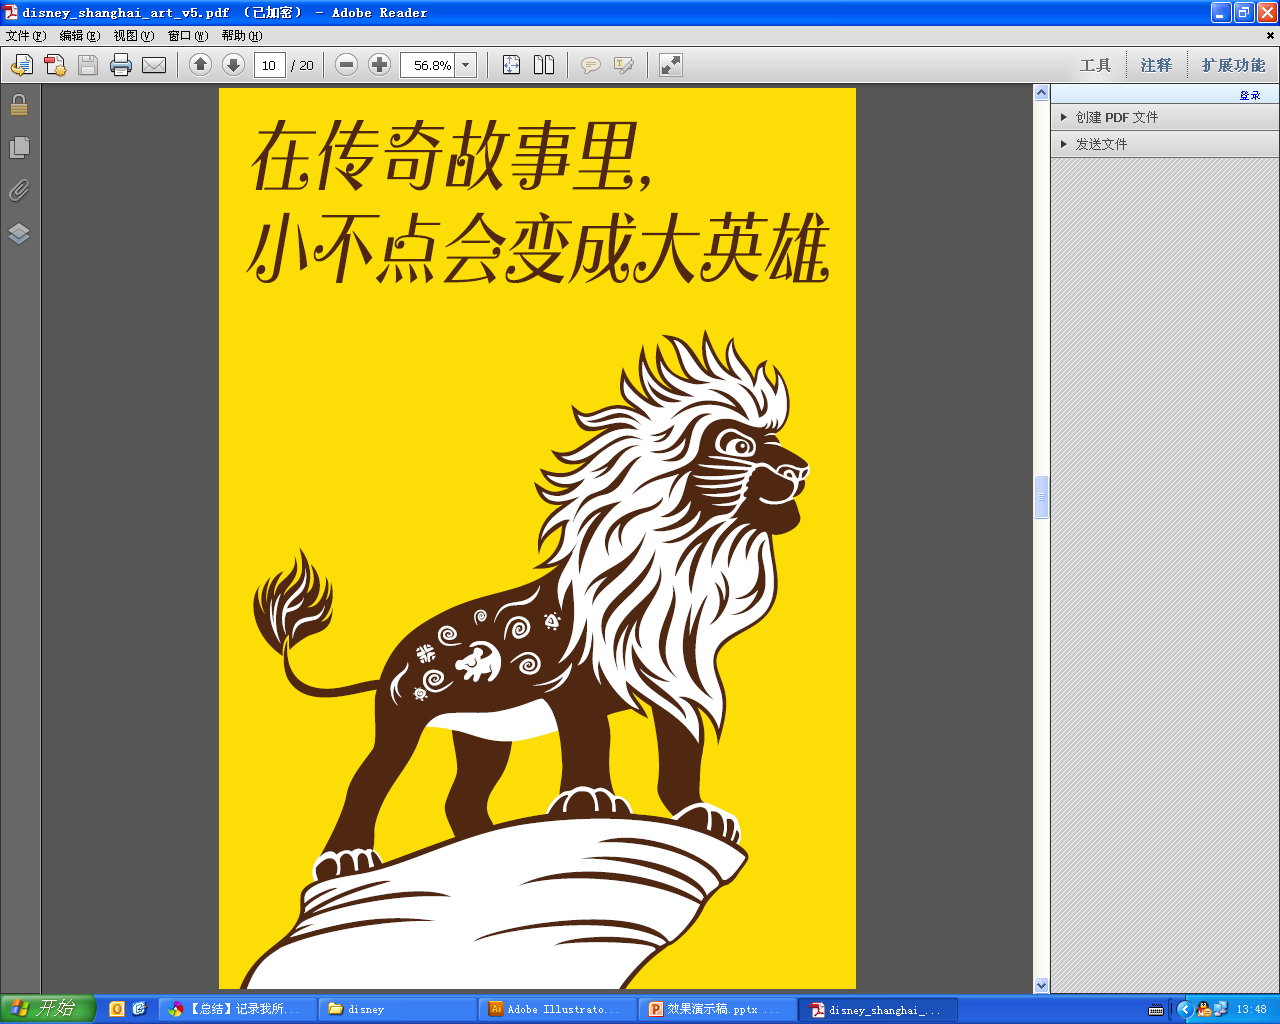 disney_shanghai_art_v5.pdf （已加密） - Adobe Reader
文件(F) 编辑(E) 视图(V) 窗口(W) 帮助(H)
10 / 20 56.8% 工具 注释 扩展功能
登录
创建 PDF 文件
发送文件
在传奇故事里,
小不点会变成大英雄
开始 【总结】记录我所... disney Adobe Illustrato... 效果演示稿.pptx ... disney_shanghai_... 13:48